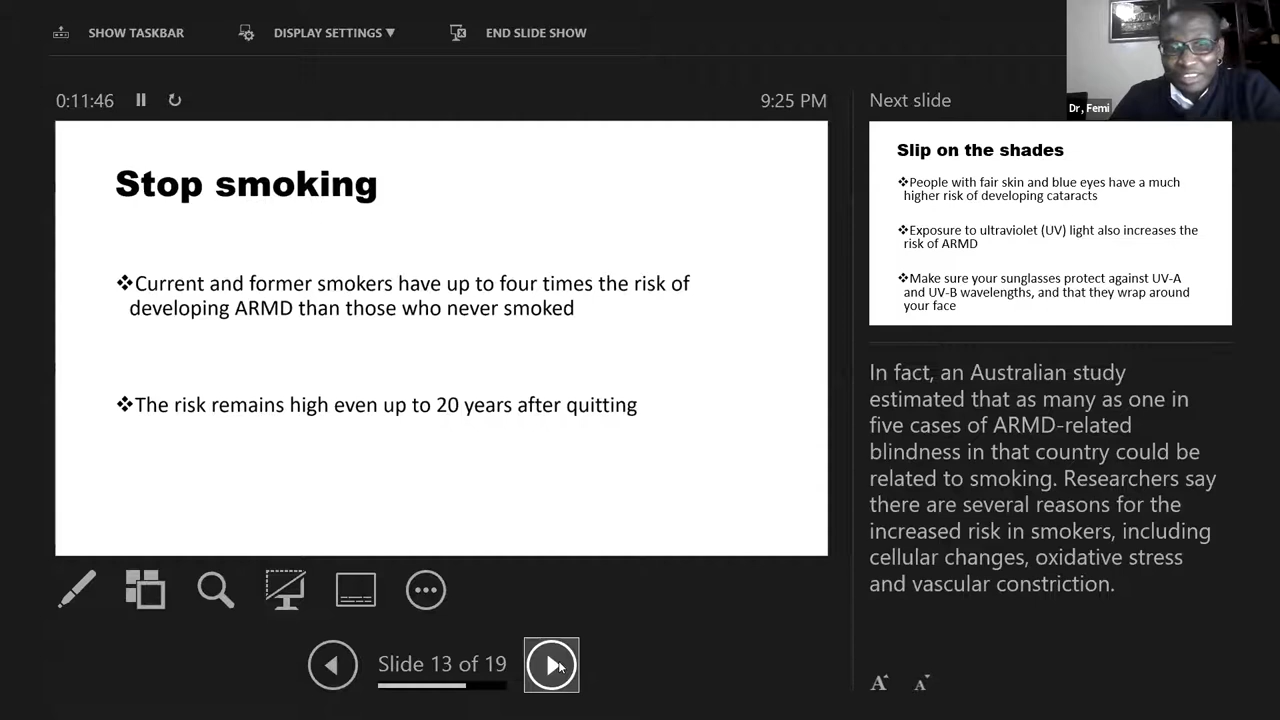 SHOW TASKBAR
DISPLAY SETTINGS ▼
END SLIDE SHOW
0:11:46
9:25 PM
Stop smoking
❖Current and former smokers have up to four times the risk of
developing ARMD than those who never smoked
❖The risk remains high even up to 20 years after quitting
Slide 13 of 19
Next slide
Dr, Femi
Slip on the shades
❖People with fair skin and blue eyes have a much
higher risk of developing cataracts
❖Exposure to ultraviolet (UV) light also increases the
risk of ARMD
❖Make sure your sunglasses protect against UV-A
and UV-B wavelengths, and that they wrap around
your face
In fact, an Australian study
estimated that as many as one in
five cases of ARMD-related
blindness in that country could be
related to smoking. Researchers say
there are several reasons for the
increased risk in smokers, including
cellular changes, oxidative stress
and vascular constriction.
A A